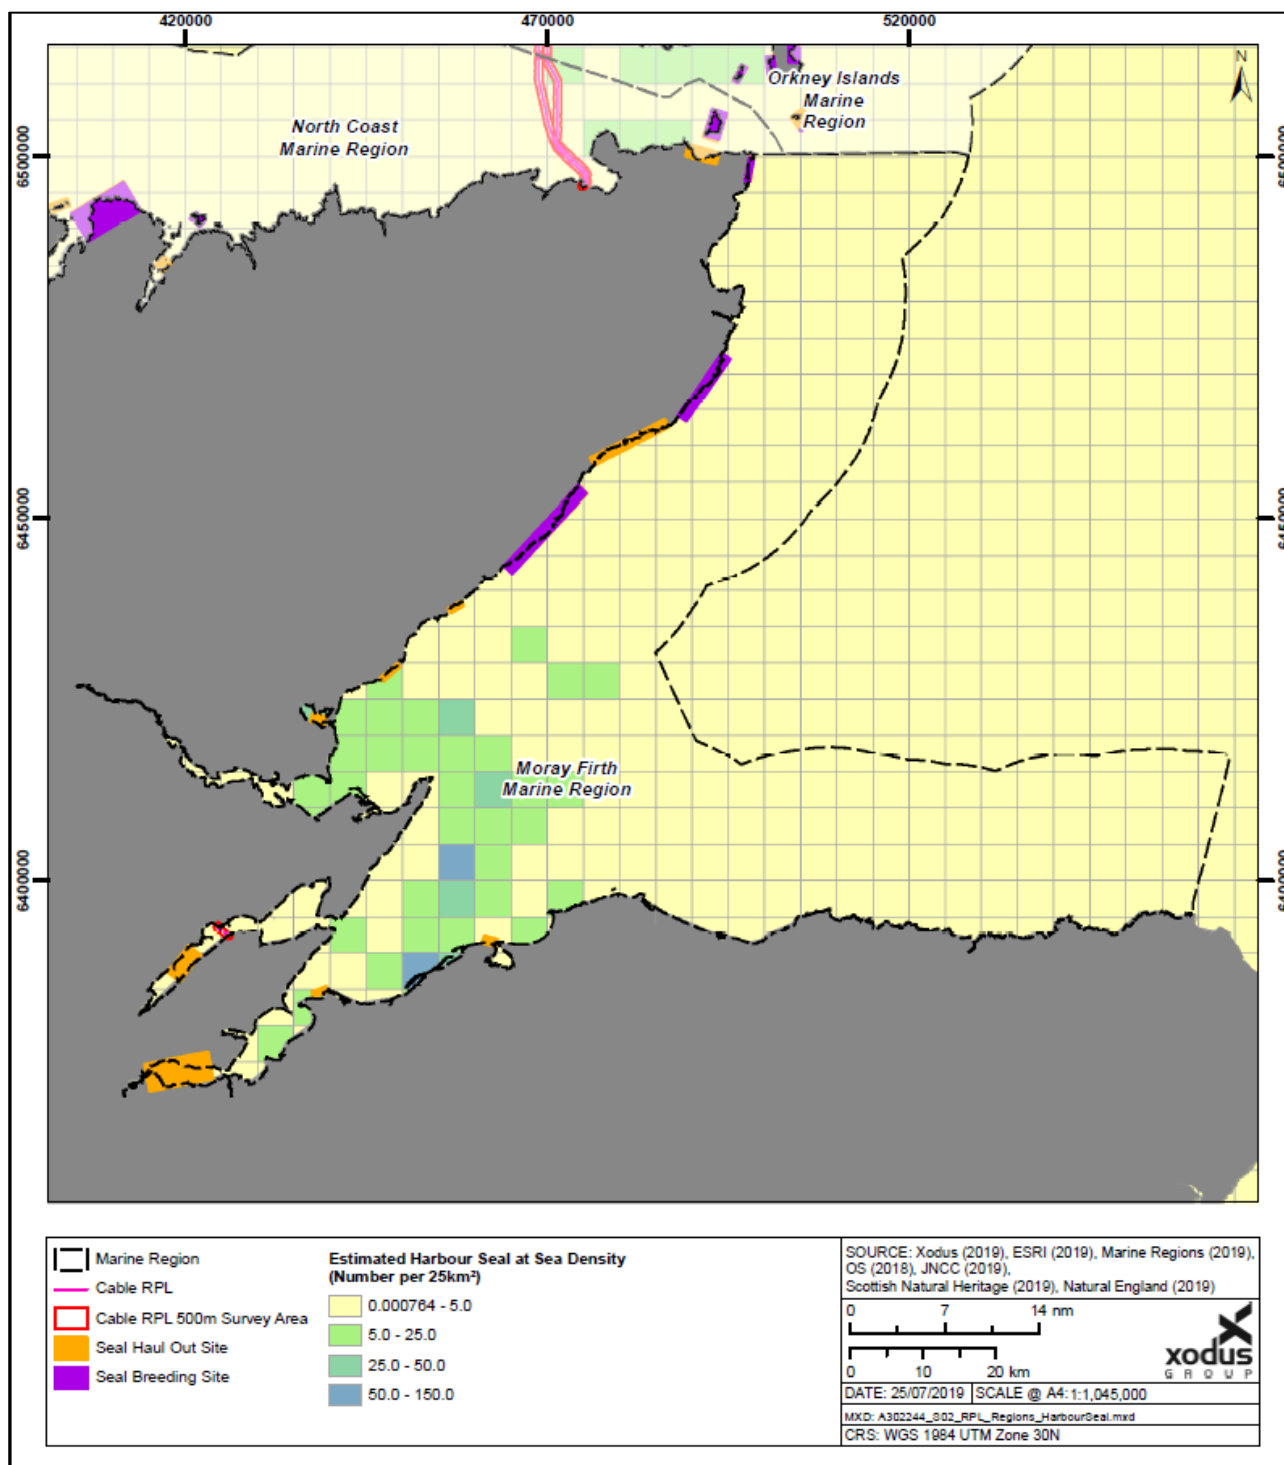 420000
470000
520000
N
Orkney Islands
Marine
Region
North Coast
Marine Region
6500000
6500000
6450000
6450000
Moray Firth
Marine Region
6400000
6400000
Marine Region
Cable RPL
Cable RPL 500m Survey Area
Seal Haul Out Site
Seal Breeding Site
Estimated Harbour Seal at Sea Density
(Number per 25km²)
0.000764 - 5.0
5.0 - 25.0
25.0 - 50.0
50.0 - 150.0
SOURCE: Xodus (2019), ESRI (2019), Marine Regions (2019),
OS (2018), JNCC (2019),
Scottish Natural Heritage (2019), Natural England (2019)
0 7 14 nm
0 10 20 km
xodus
GROUP
DATE: 25/07/2019 SCALE @ A4: 1:1,045,000
MXD: A302244_S02_RPL_Regions_HarbourSeal.mxd
CRS: WGS 1984 UTM Zone 30N